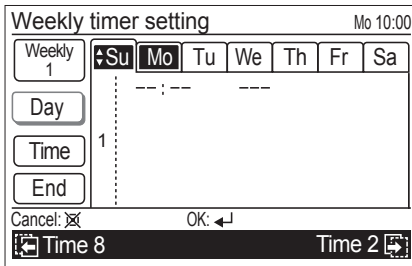 Weekly timer setting Mo 10:00
Weekly 1 Su Mo Tu We Th Fr Sa
--:-- ---
Day
Time 1
End
Cancel: OK:
Time 8 Time 2